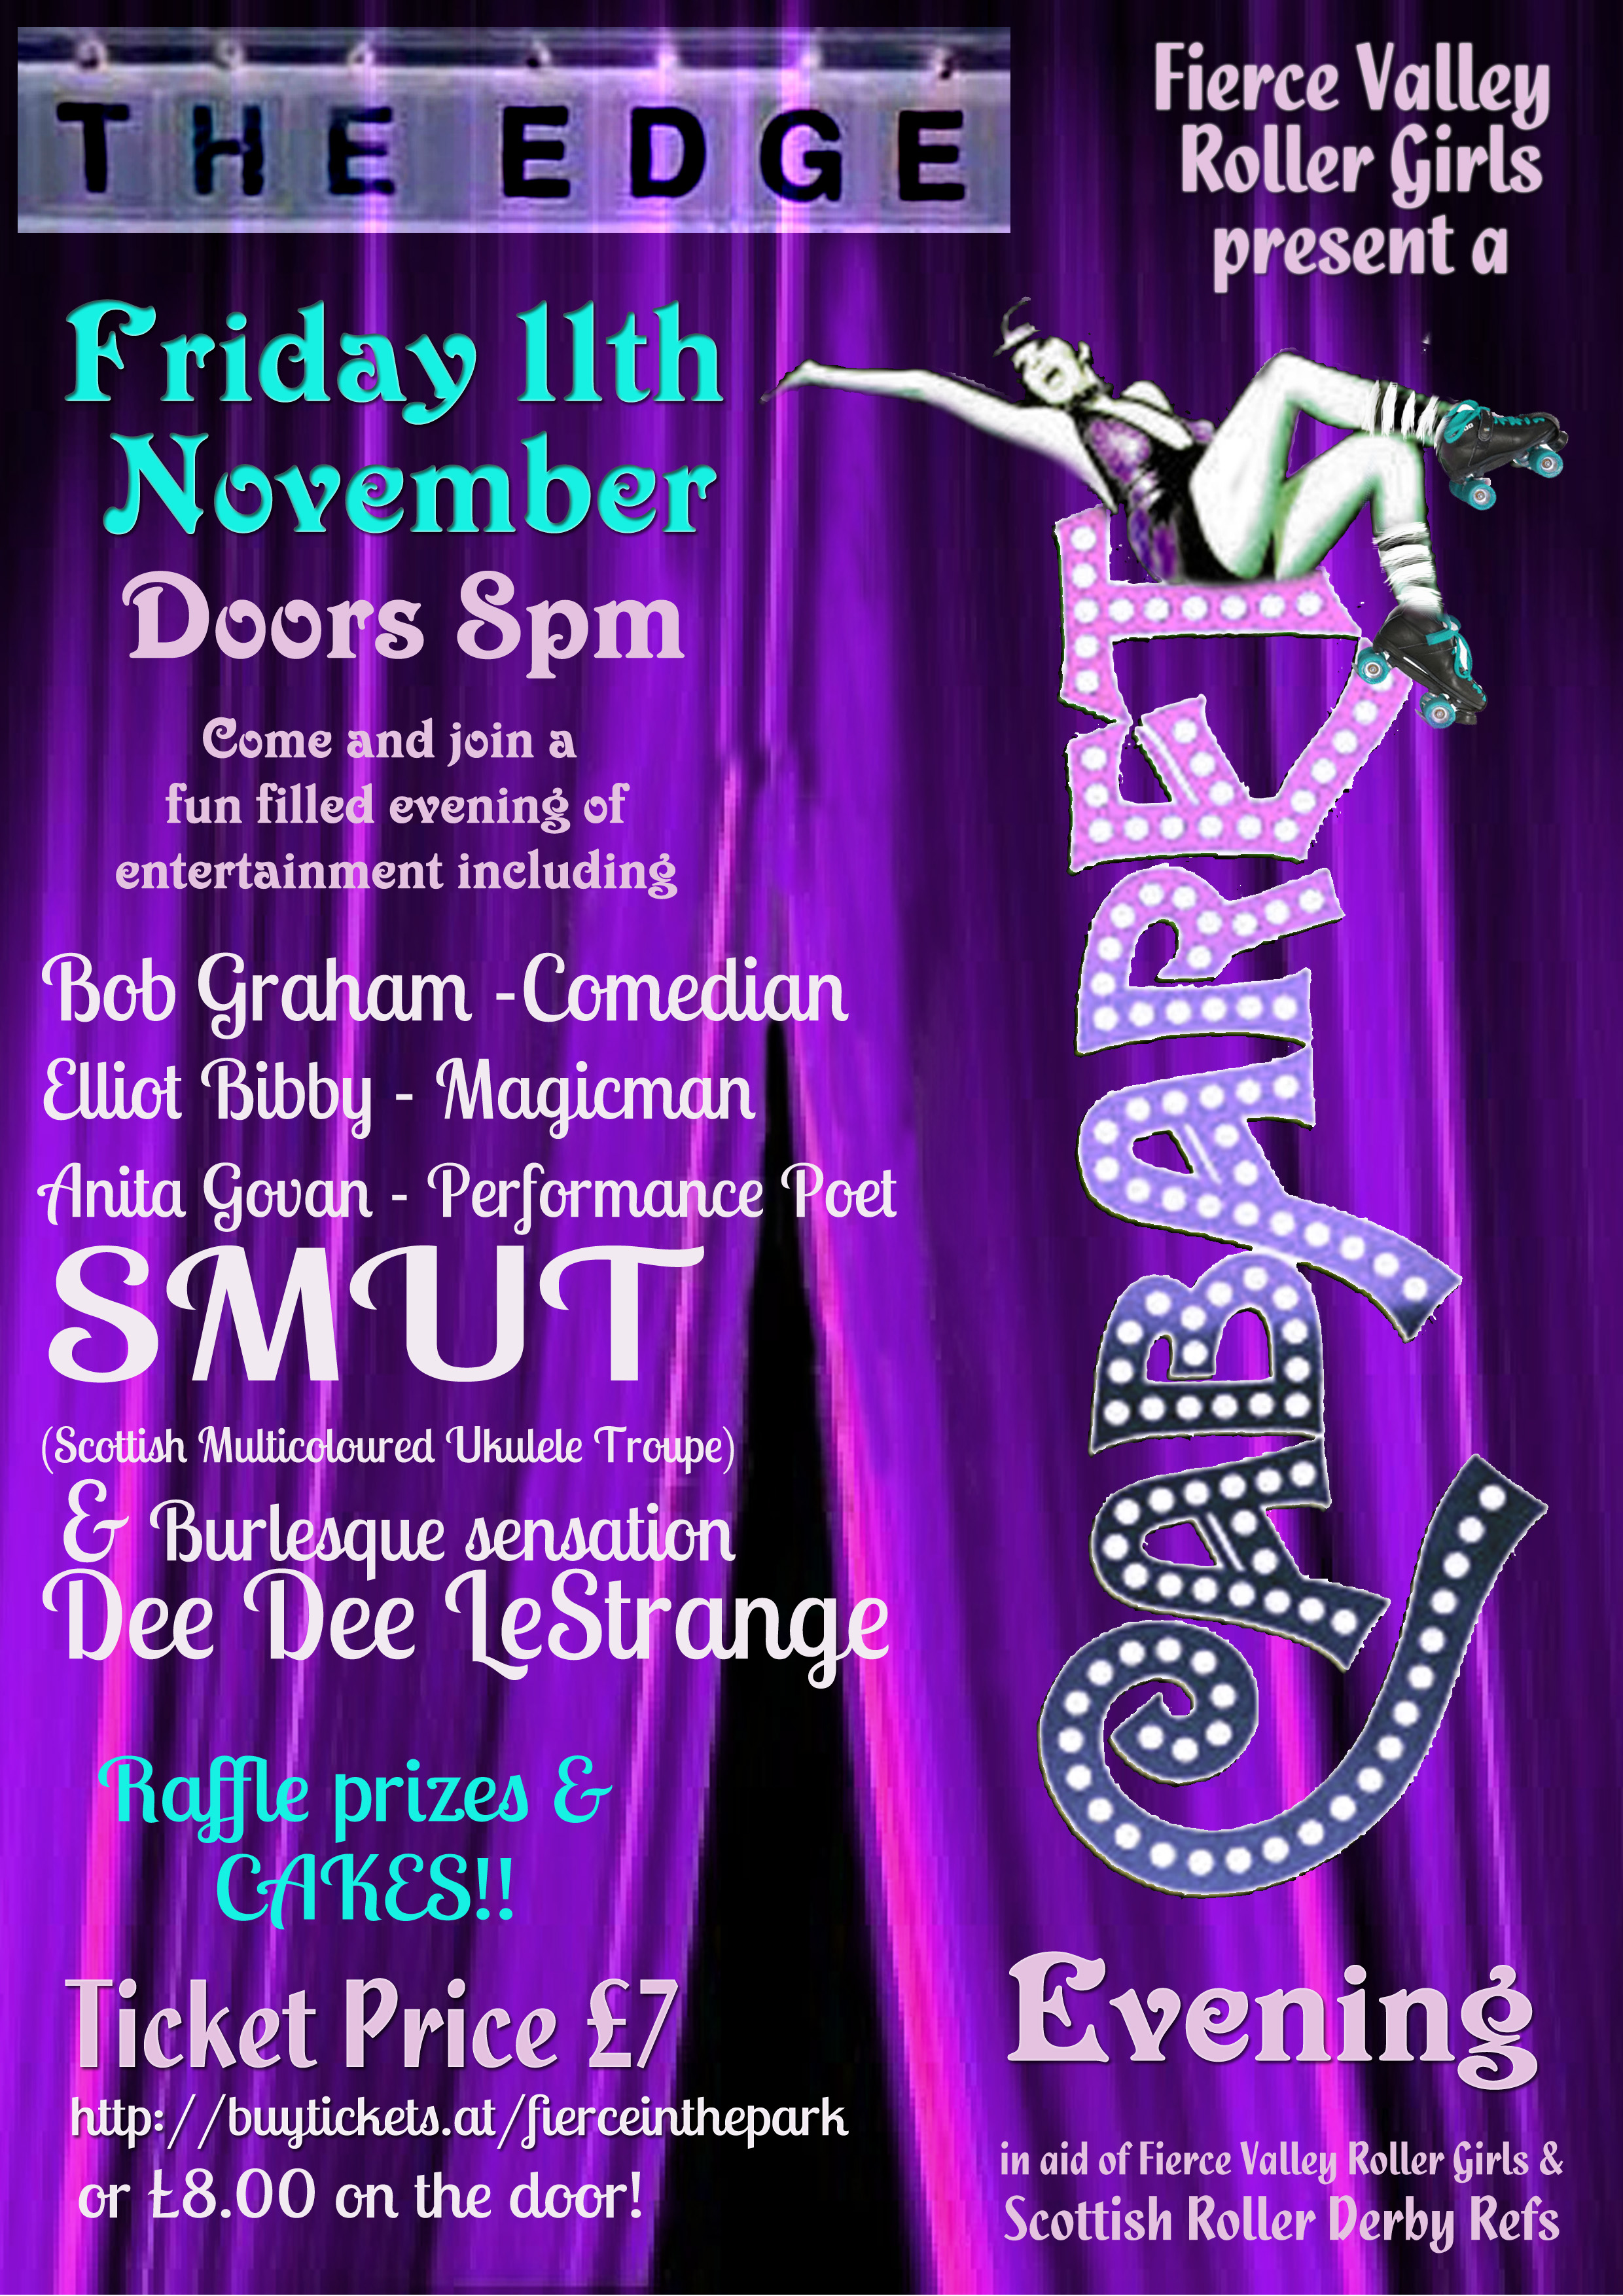 THE EDGE
Fierce Valley
Roller Girls
present a
CABARET
Evening
in aid of Fierce Valley Roller Girls &
Scottish Roller Derby Refs
Friday 11th
November
Doors 8pm
Come and join a
fun filled evening of
entertainment including
Bob Graham -Comedian
Elliot Bibby - Magicman
Anita Govan - Performance Poet
SMUT
(Scottish Multicoloured Ukulele Troupe)
& Burlesque sensation
Dee Dee LeStrange
Raffle prizes &
CAKES!!
Ticket Price £7
http://buytickets.at/fierceinthepark
or £8.00 on the door!